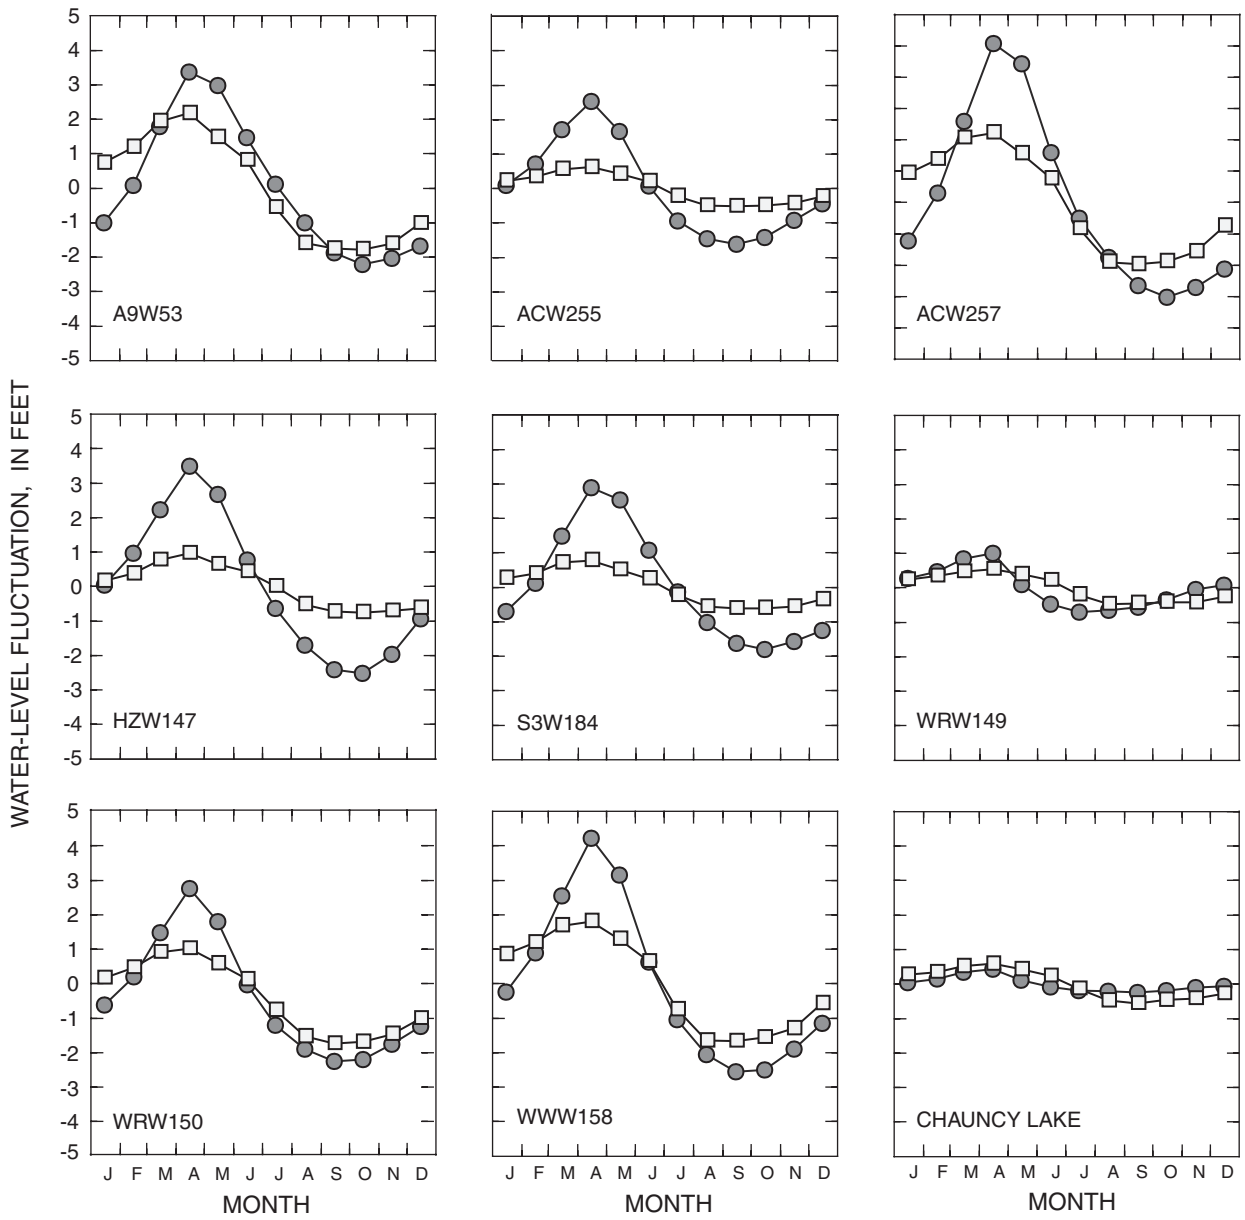 WATER-LEVEL FLUCTUATION, IN FEET
5
4
3
2
1
0
-1
-2
-3
-4
-5
A9W53
ACW255
ACW257
5
4
3
2
1
0
-1
-2
-3
-4
-5
HZW147
S3W184
WRW149
5
4
3
2
1
0
-1
-2
-3
-4
-5
WRW150
WWW158
CHAUNCY LAKE
J F M A M J J A S O N D
J F M A M J J A S O N D
J F M A M J J A S O N D
MONTH
MONTH
MONTH